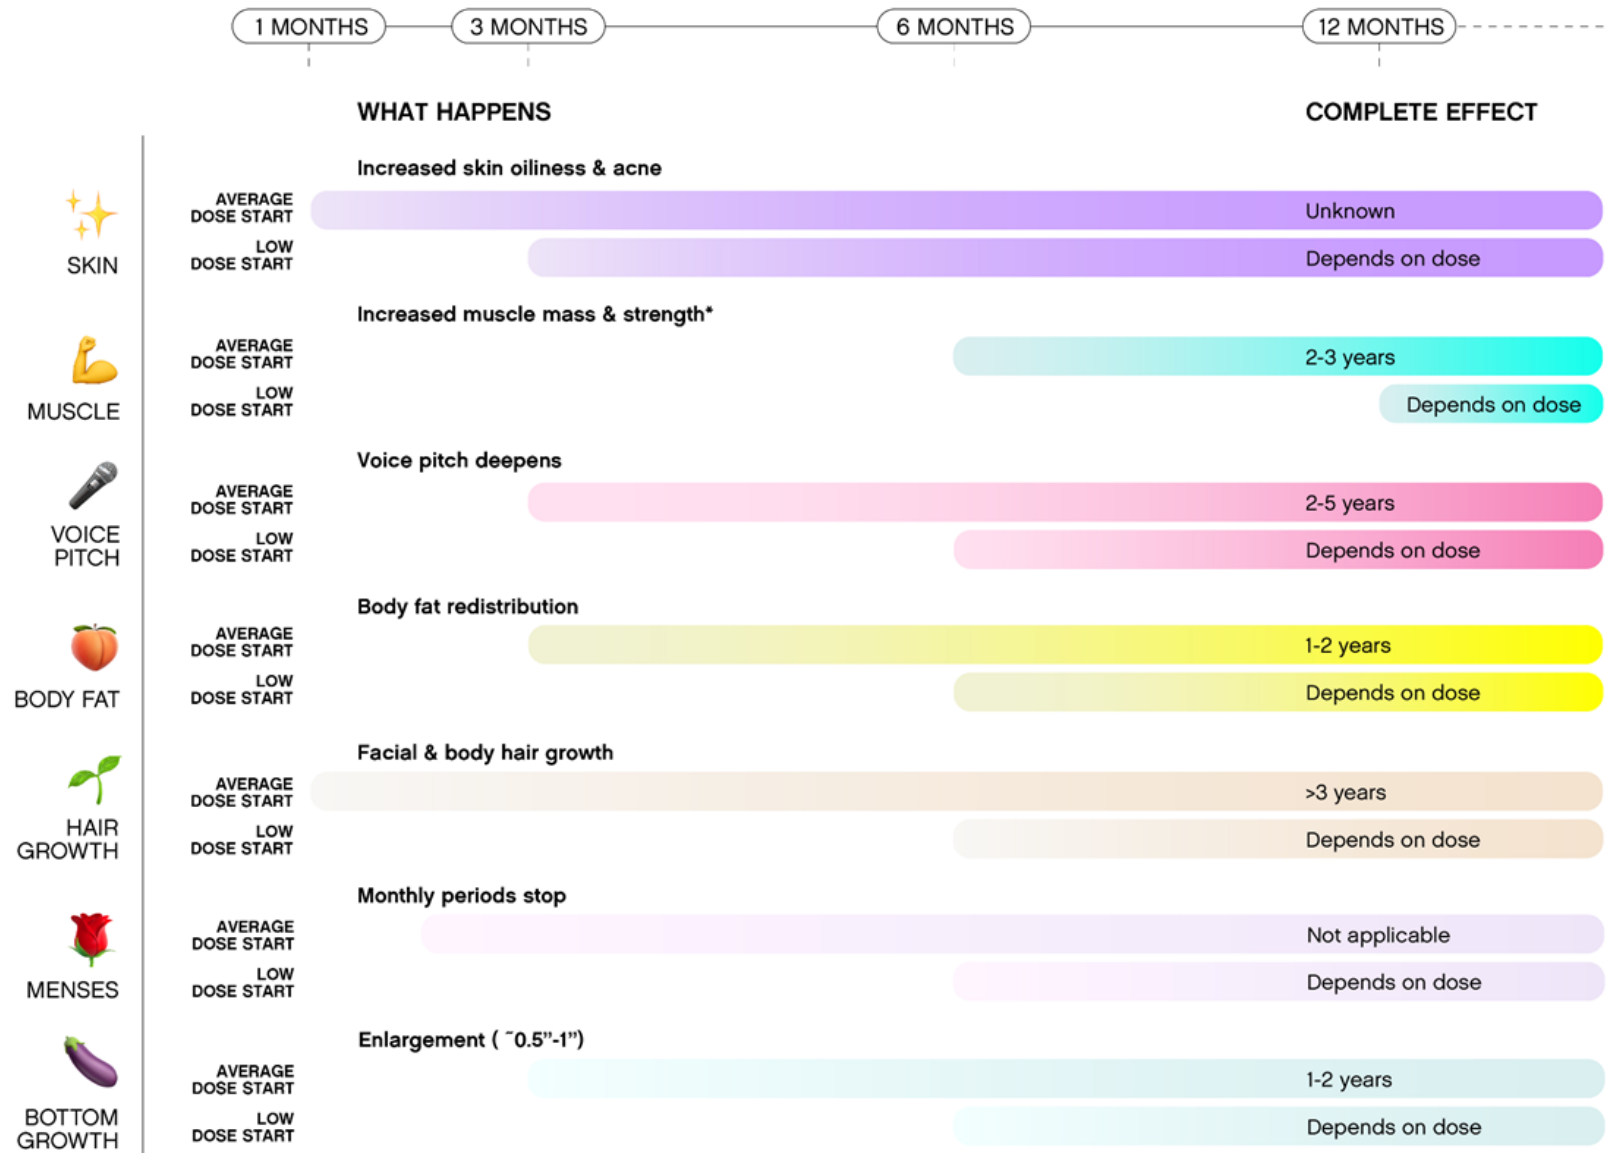 1 MONTHS
3 MONTHS
6 MONTHS
12 MONTHS
WHAT HAPPENS
COMPLETE EFFECT
SKIN
Increased skin oiliness & acne
AVERAGE
DOSE START
Unknown
LOW
DOSE START
Depends on dose
MUSCLE
Increased muscle mass & strength*
AVERAGE
DOSE START
2-3 years
LOW
DOSE START
Depends on dose
VOICE
PITCH
Voice pitch deepens
AVERAGE
DOSE START
2-5 years
LOW
DOSE START
Depends on dose
BODY FAT
Body fat redistribution
AVERAGE
DOSE START
1-2 years
LOW
DOSE START
Depends on dose
HAIR
GROWTH
Facial & body hair growth
AVERAGE
DOSE START
>3 years
LOW
DOSE START
Depends on dose
MENSES
Monthly periods stop
AVERAGE
DOSE START
Not applicable
LOW
DOSE START
Depends on dose
BOTTOM
GROWTH
Enlargement ( ˜0.5”-1”)
AVERAGE
DOSE START
1-2 years
LOW
DOSE START
Depends on dose